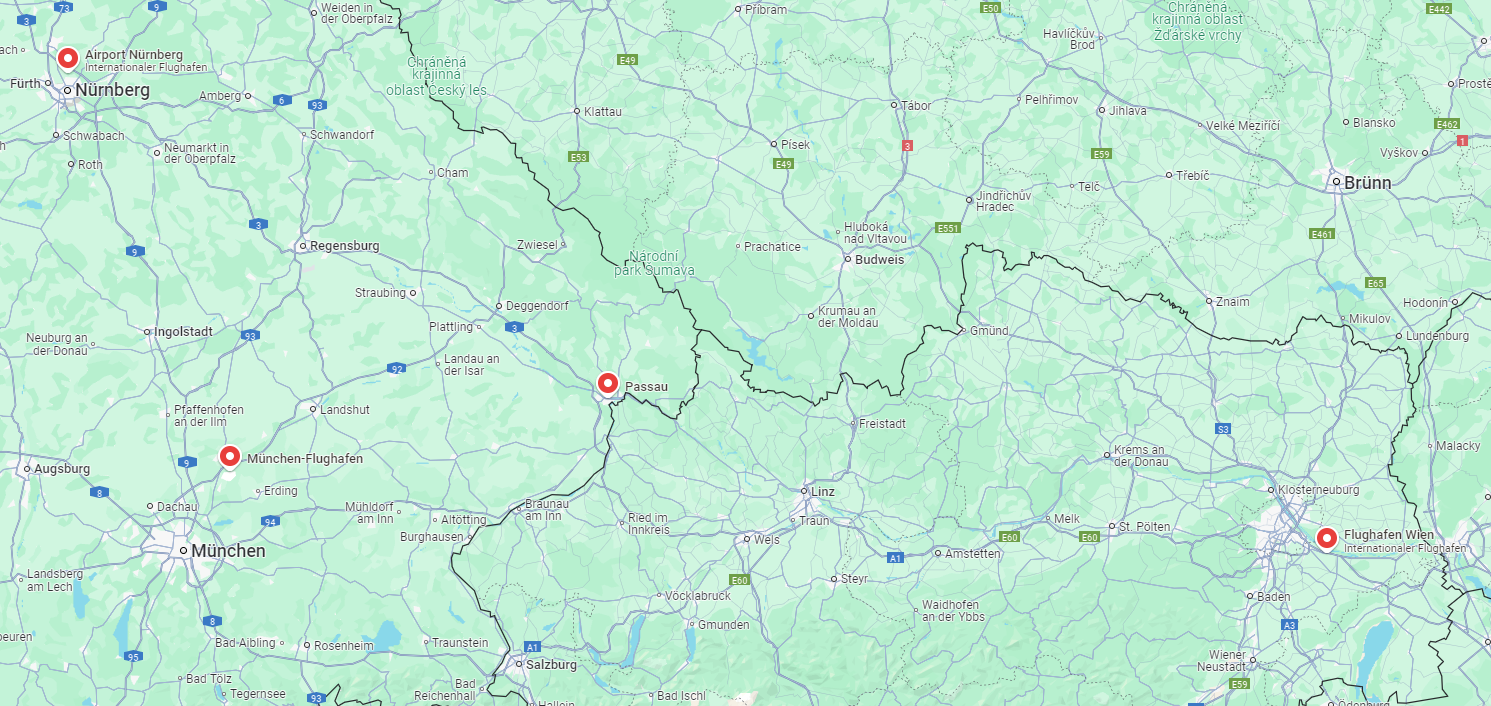 73
3
9
Weiden in
der Oberpfalz
Příbram
E50
Chráněná
krajinná oblast
Žďárské vrchy
E442
Havlíčkův
Brod
Airport Nürnberg
Internationaler Flughafen
E49
Chráněná
krajinná
oblast Český les
Fürth
Nürnberg
Amberg
6
93
Klattau
Tábor
Pelhřimov
Jihlava
Velké Meziříčí
Blansko
E462
1
Schwabach
Schwandorf
Neumarkt in
der Oberpfalz
Roth
Cham
E53
Písek
E49
3
E59
Vyškov
Telč
Třebíč
Brünn
Jindřichův
Hradec
3
9
Regensburg
Zwiesel
Národní
park Šumava
Prachatice
Hluboká
nad Vltavou
Budweis
E551
E461
E65
Straubing
Deggendorf
Plattling
3
Krumau an
der Moldau
Gmünd
Znaim
Hodonín
Mikulov
Lundenburg
Neuburg an
der Donau
Ingolstadt
93
92
Landau an
der Isar
Passau
Pfaffenhofen
an der Ilm
Landshut
Freistadt
S3
Krems an
der Donau
Malacky
München-Flughafen
9
Augsburg
8
Erding
Dachau
94
Mühldorf
am Inn
Altötting
Burghausen
Braunau
am Inn
Ried im
Innkreis
Linz
Traun
Wels
Melk
St. Pölten
E60
E60
Klosterneuburg
Flughafen Wien
Internationaler Flughafen
München
A1
Amstetten
Landsberg
am Lech
E60
Steyr
Vöcklabruck
Waidhofen
an der Ybbs
Baden
8
Gmunden
A3
Bad Aibling
Rosenheim
Traunstein
95
A1
Salzburg
Wiener
Neustadt
E59
Bad Tölz
Tegernsee
93
Bad
Reichenhall
Bad Ischl